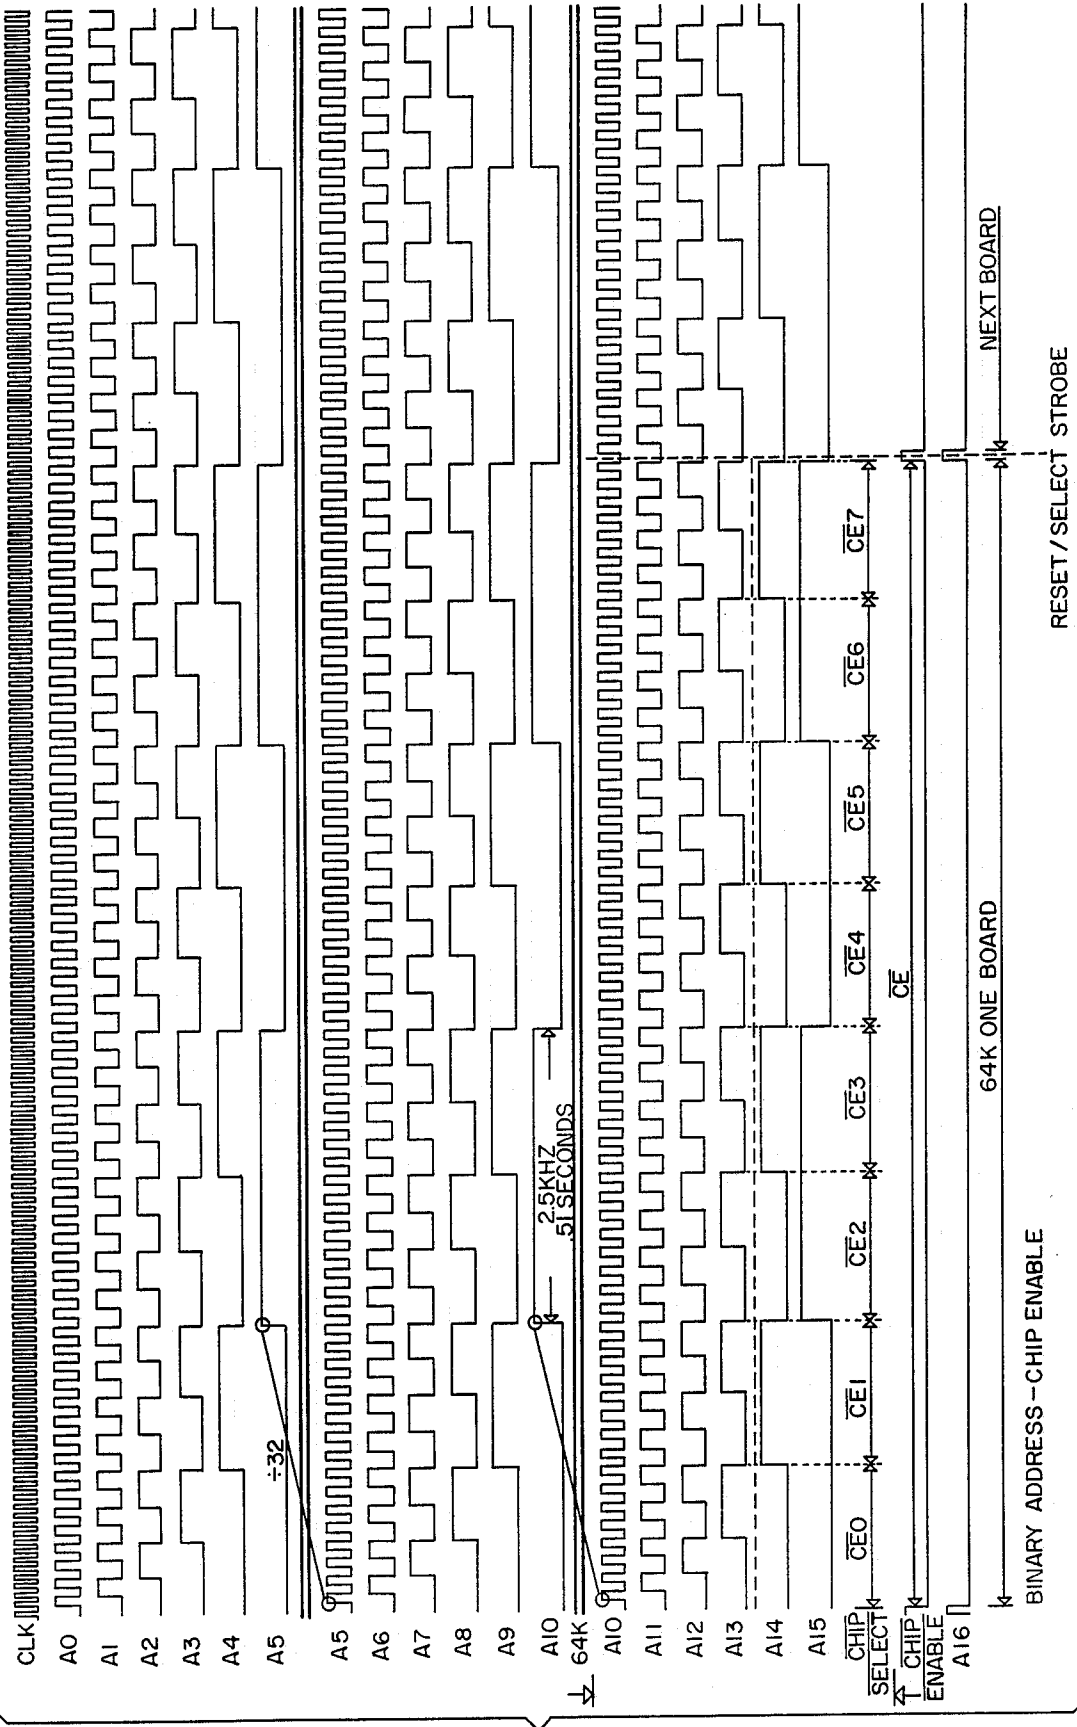 CLK
A0
A1
A2
A3
A4
A5
÷32
A5
A6
A7
A8
A9
A10
2.5KHZ
.51 SECONDS
64K
A10
A11
A12
A13
A14
A15
CHIP
SELECT
CE0
CE1
CE2
CE3
CE4
CE5
CE6
CE7
CHIP
ENABLE
CE
A16
64K ONE BOARD
NEXT BOARD
BINARY ADDRESS-CHIP ENABLE
RESET/SELECT STROBE